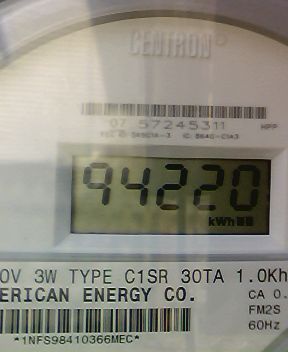 CENTRON®
07 57245311 HPP
94220
kWh
0V 3W TYPE C1SR 30TA 1.0Kh
ERICAN ENERGY CO.
CA 0.
FM2S
60Hz
*1NFS98410366MEC*